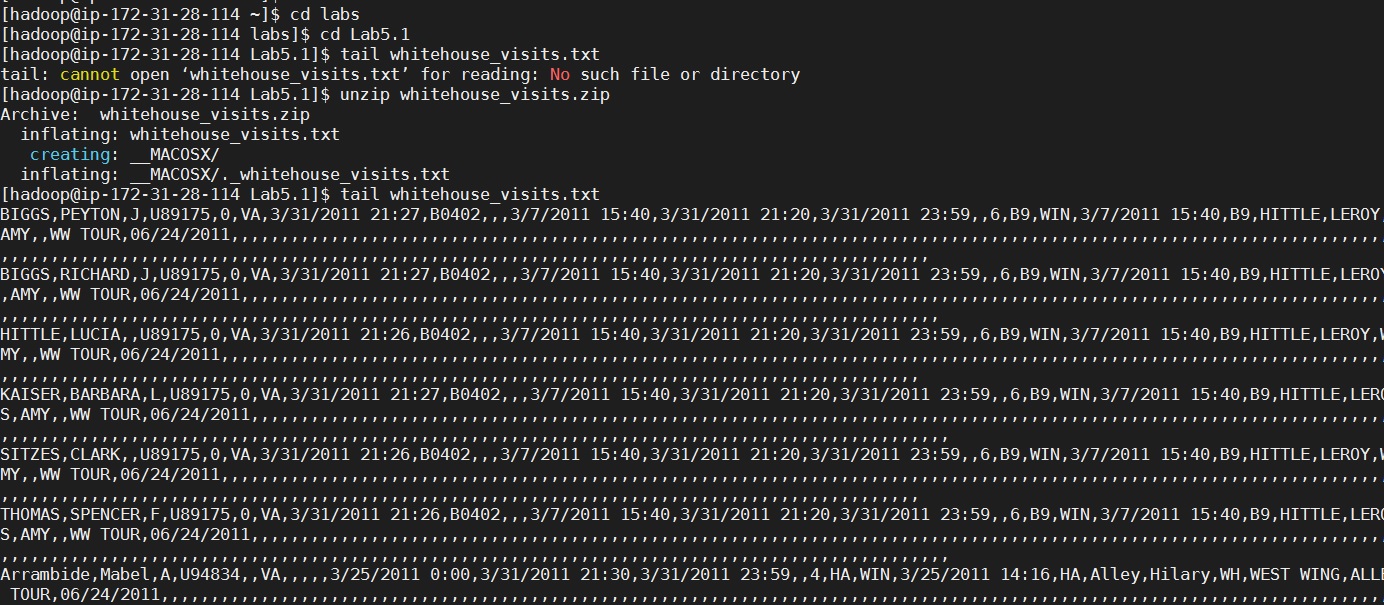 [hadoop@ip-172-31-28-114 ~]$ cd labs
[hadoop@ip-172-31-28-114 labs]$ cd Lab5.1
[hadoop@ip-172-31-28-114 Lab5.1]$ tail whitehouse_visits.txt
tail: cannot open ‘whitehouse_visits.txt’ for reading: No such file or directory
[hadoop@ip-172-31-28-114 Lab5.1]$ unzip whitehouse_visits.zip
Archive:  whitehouse_visits.zip
  inflating: whitehouse_visits.txt
   creating: __MACOSX/
  inflating: __MACOSX/._whitehouse_visits.txt
[hadoop@ip-172-31-28-114 Lab5.1]$ tail whitehouse_visits.txt
BIGGS,PEYTON,J,U89175,0,VA,3/31/2011 21:27,B0402,,,3/7/2011 15:40,3/31/2011 21:20,3/31/2011 23:59,,6,B9,WIN,3/7/2011 15:40,B9,HITTLE,LEROY,
AMY,,WW TOUR,06/24/2011,,,,,,,,,,,,,,,,,,,,,,,,,,,,,,,,,,,,,,,,,,,,,,,,,,,,,,,,,,,,,,,,,,,,,,,,,,,,,,,,,,,,,,,,,,,,,,,,,,,,,,,,,,,,,,,,,,,,
,,,,,,,,,,,,,,,,,,,,,,,,,,,,,,,,,,,,,,,,,,,,,,,,,,,,,,,,,,,,,,,,,,,,,,,,,,,,,,,,,,,,,,,,,,,,,
BIGGS,RICHARD,J,U89175,0,VA,3/31/2011 21:27,B0402,,,3/7/2011 15:40,3/31/2011 21:20,3/31/2011 23:59,,6,B9,WIN,3/7/2011 15:40,B9,HITTLE,LEROY
,AMY,,WW TOUR,06/24/2011,,,,,,,,,,,,,,,,,,,,,,,,,,,,,,,,,,,,,,,,,,,,,,,,,,,,,,,,,,,,,,,,,,,,,,,,,,,,,,,,,,,,,,,,,,,,,,,,,,,,,,,,,,,,,,,,,,,
,,,,,,,,,,,,,,,,,,,,,,,,,,,,,,,,,,,,,,,,,,,,,,,,,,,,,,,,,,,,,,,,,,,,,,,,,,,,,,,,,,,,,,,,,,,,,,
HITTLE,LUCIA,,U89175,0,VA,3/31/2011 21:26,B0402,,,3/7/2011 15:40,3/31/2011 21:20,3/31/2011 23:59,,6,B9,WIN,3/7/2011 15:40,B9,HITTLE,LEROY,W
MY,,WW TOUR,06/24/2011,,,,,,,,,,,,,,,,,,,,,,,,,,,,,,,,,,,,,,,,,,,,,,,,,,,,,,,,,,,,,,,,,,,,,,,,,,,,,,,,,,,,,,,,,,,,,,,,,,,,,,,,,,,,,,,,,,,,,
,,,,,,,,,,,,,,,,,,,,,,,,,,,,,,,,,,,,,,,,,,,,,,,,,,,,,,,,,,,,,,,,,,,,,,,,,,,,,,,,,,,,,,,,,,,,
KAISER,BARBARA,L,U89175,0,VA,3/31/2011 21:27,B0402,,,3/7/2011 15:40,3/31/2011 21:20,3/31/2011 23:59,,6,B9,WIN,3/7/2011 15:40,B9,HITTLE,LERO
S,AMY,,WW TOUR,06/24/2011,,,,,,,,,,,,,,,,,,,,,,,,,,,,,,,,,,,,,,,,,,,,,,,,,,,,,,,,,,,,,,,,,,,,,,,,,,,,,,,,,,,,,,,,,,,,,,,,,,,,,,,,,,,,,,,,,,
,,,,,,,,,,,,,,,,,,,,,,,,,,,,,,,,,,,,,,,,,,,,,,,,,,,,,,,,,,,,,,,,,,,,,,,,,,,,,,,,,,,,,,,,,,,,,,,
SITZES,CLARK,,U89175,0,VA,3/31/2011 21:26,B0402,,,3/7/2011 15:40,3/31/2011 21:20,3/31/2011 23:59,,6,B9,WIN,3/7/2011 15:40,B9,HITTLE,LEROY,W
MY,,WW TOUR,06/24/2011,,,,,,,,,,,,,,,,,,,,,,,,,,,,,,,,,,,,,,,,,,,,,,,,,,,,,,,,,,,,,,,,,,,,,,,,,,,,,,,,,,,,,,,,,,,,,,,,,,,,,,,,,,,,,,,,,,,,,
,,,,,,,,,,,,,,,,,,,,,,,,,,,,,,,,,,,,,,,,,,,,,,,,,,,,,,,,,,,,,,,,,,,,,,,,,,,,,,,,,,,,,,,,,,,,
THOMAS,SPENCER,F,U89175,0,VA,3/31/2011 21:26,B0402,,,3/7/2011 15:40,3/31/2011 21:20,3/31/2011 23:59,,6,B9,WIN,3/7/2011 15:40,B9,HITTLE,LERO
S,AMY,,WW TOUR,06/24/2011,,,,,,,,,,,,,,,,,,,,,,,,,,,,,,,,,,,,,,,,,,,,,,,,,,,,,,,,,,,,,,,,,,,,,,,,,,,,,,,,,,,,,,,,,,,,,,,,,,,,,,,,,,,,,,,,,,
,,,,,,,,,,,,,,,,,,,,,,,,,,,,,,,,,,,,,,,,,,,,,,,,,,,,,,,,,,,,,,,,,,,,,,,,,,,,,,,,,,,,,,,,,,,,,,,
Arrambide,Mabel,A,U94834,,VA,,,,,3/25/2011 0:00,3/31/2011 21:30,3/31/2011 23:59,,4,HA,WIN,3/25/2011 14:16,HA,Alley,Hilary,WH,WEST WING,ALLE
 TOUR,06/24/2011,,,,,,,,,,,,,,,,,,,,,,,,,,,,,,,,,,,,,,,,,,,,,,,,,,,,,,,,,,,,,,,,,,,,,,,,,,,,,,,,,,,,,,,,,,,,,,,,,,,,,,,,,,,,,,,,,,,,,,,,,,,